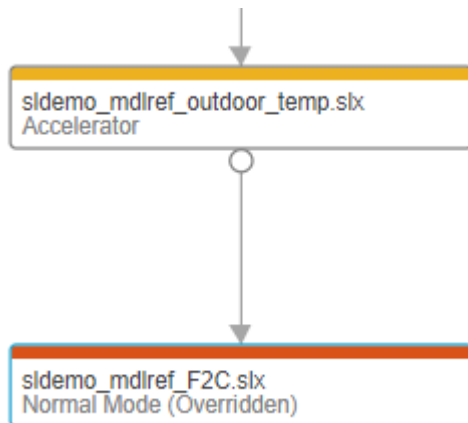 sldemo_mdlref_outdoor_temp.slx
Accelerator
sldemo_mdlref_F2C.slx
Normal Mode (Overridden)